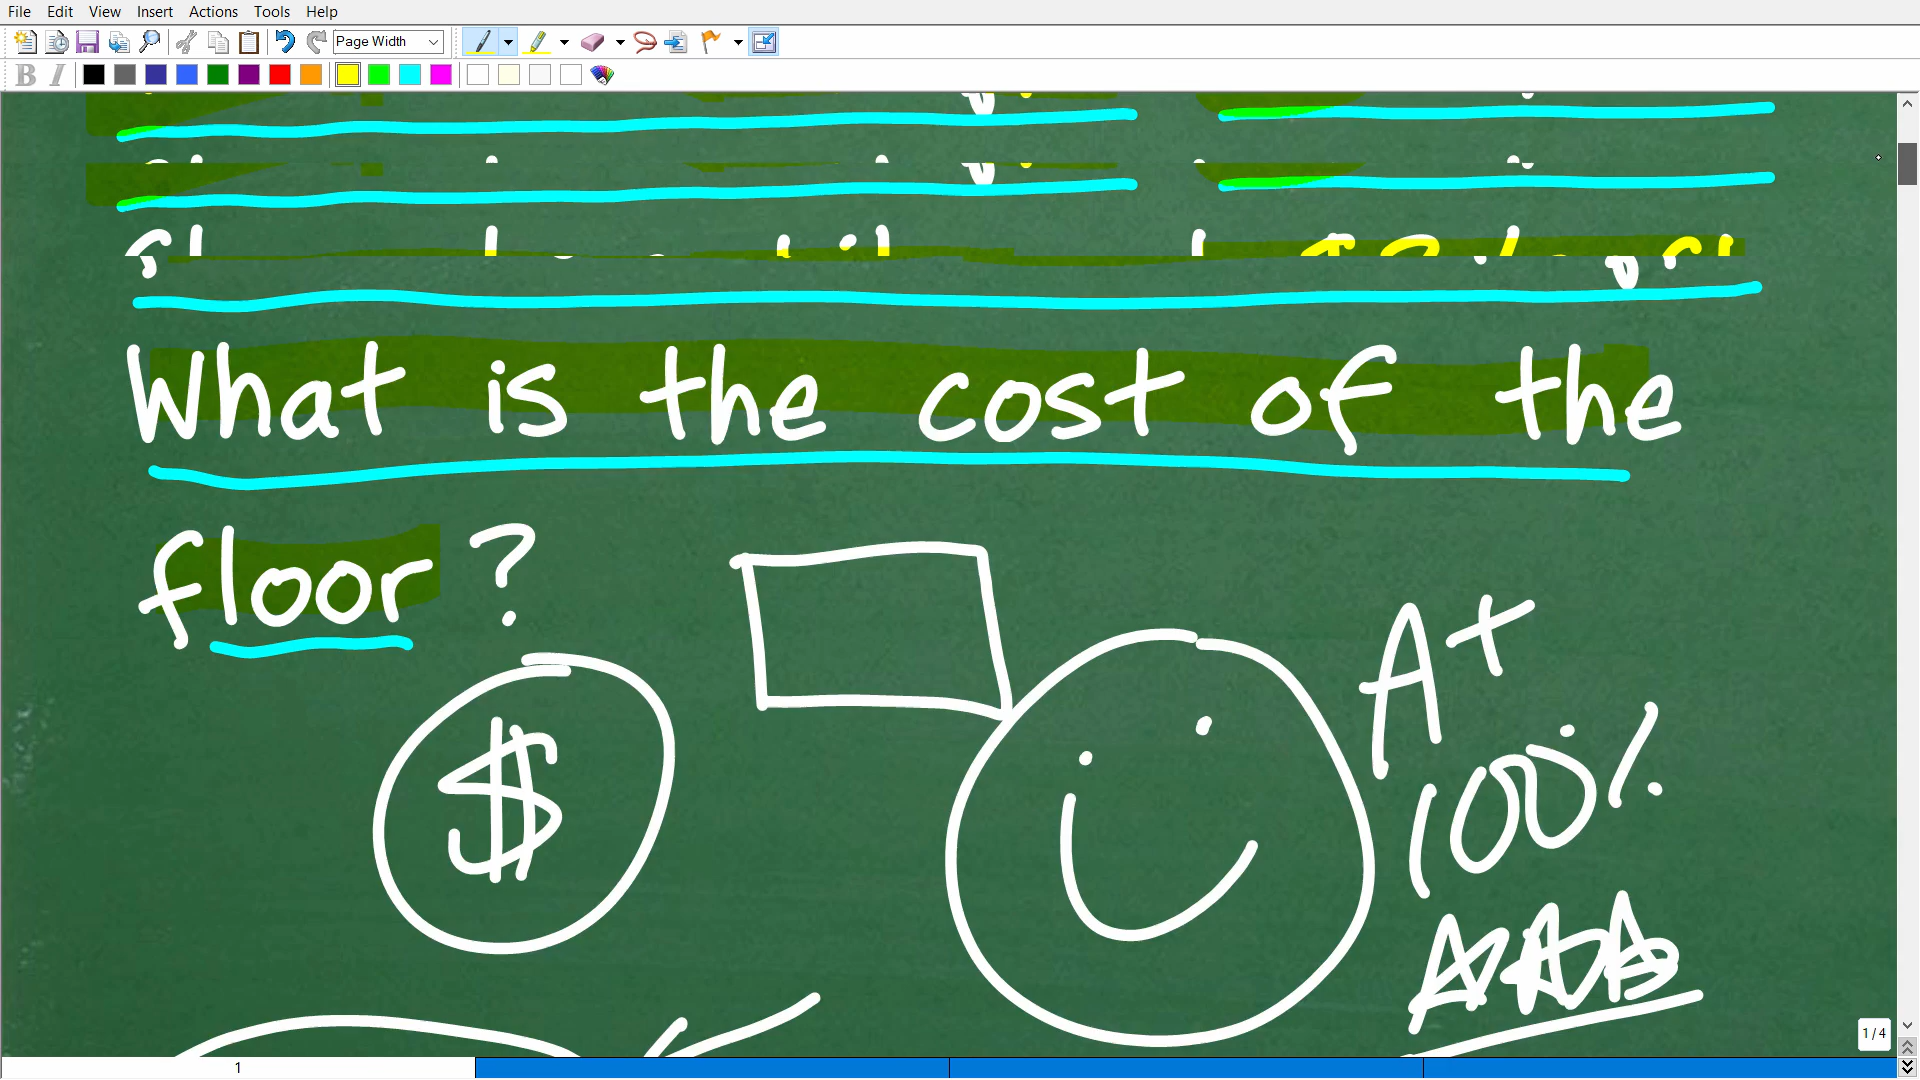 File Edit View Insert Actions Tools Help
Page Width
B I
What is the cost of the
floor ?
$
A+
100%
1 / 4
1